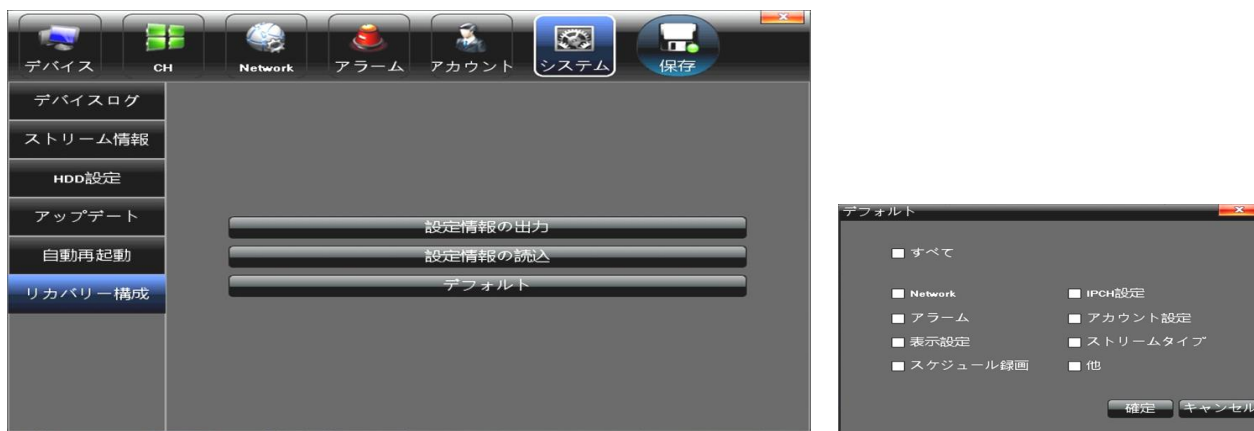 デバイス CH Network アラーム アカウント システム 保存
デバイスログ
ストリーム情報
HDD設定
アップデート
自動再起動
リカバリー構成
設定情報の出力
設定情報の読込
デフォルト
デフォルト
すべて
Network IPCH設定
アラーム アカウント設定
表示設定 ストリームタイプ
スケジュール録画 他
確定 キャンセル